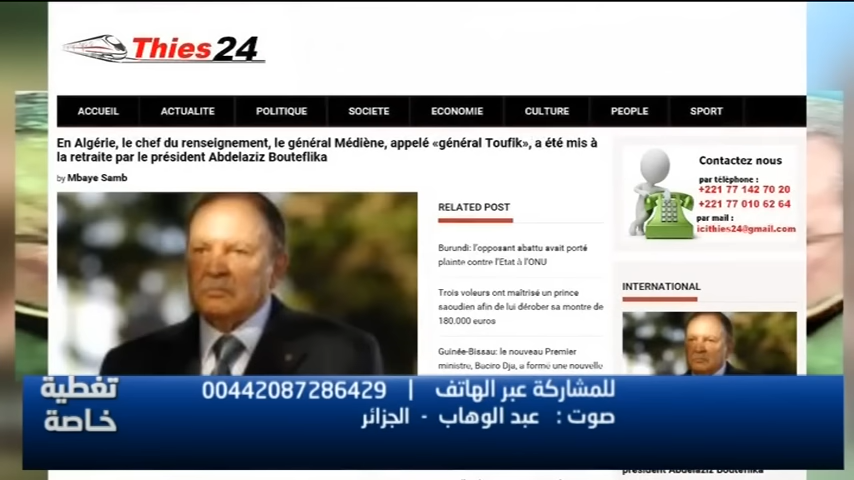 Thies24
ACCUEIL ACTUALITE POLITIQUE SOCIETE ECONOMIE CULTURE PEOPLE SPORT
En Algérie, le chef du renseignement, le général Médiène, appelé «général Toufik», a été mis à
la retraite par le président Abdelaziz Bouteflika
by Mbaye Samb
RELATED POST
Burundi: l'opposant abattu avait porté
plainte contre l'Etat à l'ONU
Trois voleurs ont maîtrisé un prince
saoudien afin de lui dérober sa montre de
180.000 euros
Guinée-Bissau: le nouveau Premier
ministre, Baciro Dja, a formé une nouvelle
Contactez nous
par téléphone :
+221 77 142 70 20
+221 77 010 62 64
par mail :
icithies24@gmail.com
INTERNATIONAL
تغطية
خاصة
للمشاركة عبر الهاتف | 00442087286429
صوت : عبد الوهاب - الجزائر
président Abdelaziz Bouteflika